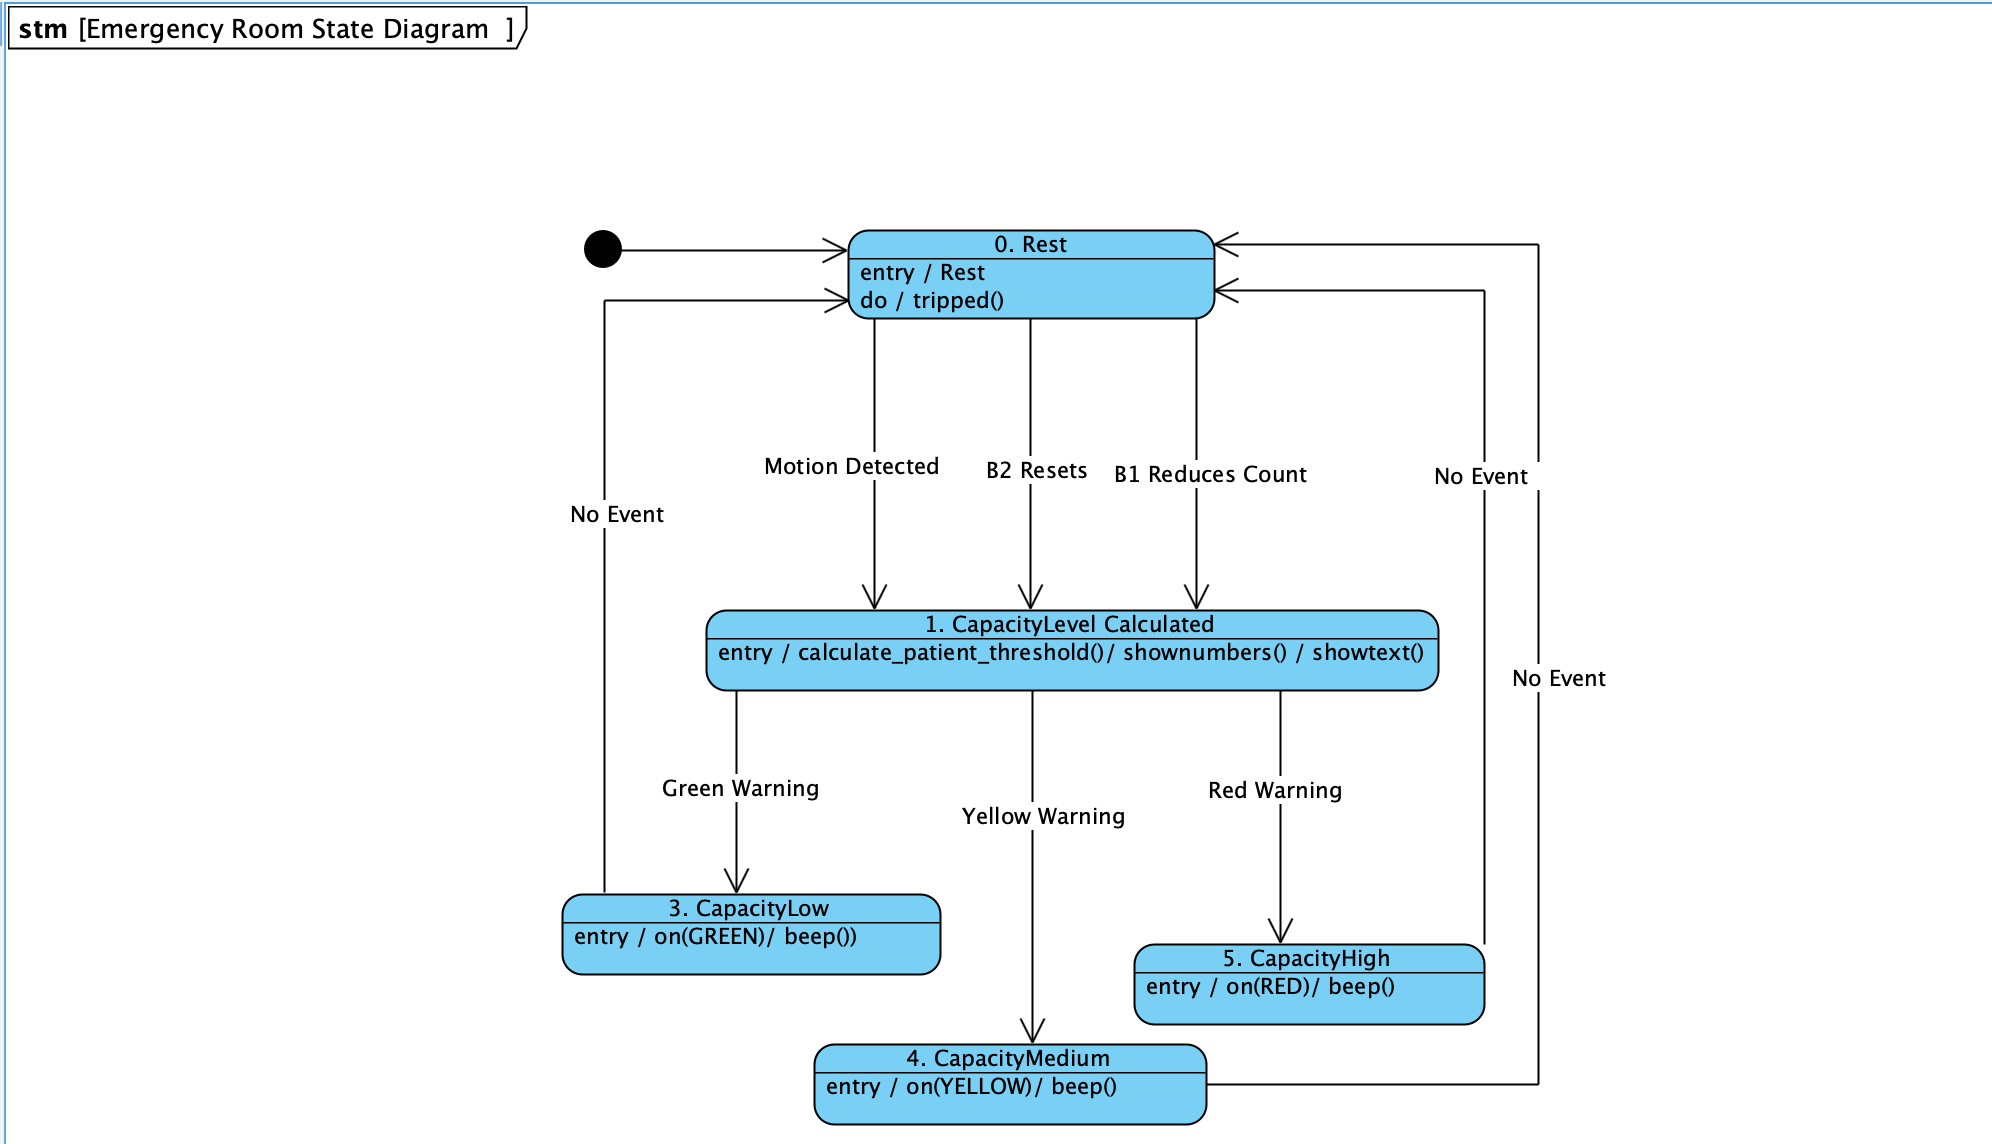 stm [Emergency Room State Diagram ]
0. Rest
entry / Rest
do / tripped()
Motion Detected
B2 Resets
B1 Reduces Count
No Event
No Event
1. CapacityLevel Calculated
entry / calculate_patient_threshold()/ shownumbers() / showtext()
No Event
Green Warning
Yellow Warning
Red Warning
3. CapacityLow
entry / on(GREEN)/ beep())
5. CapacityHigh
entry / on(RED)/ beep()
4. CapacityMedium
entry / on(YELLOW)/ beep()